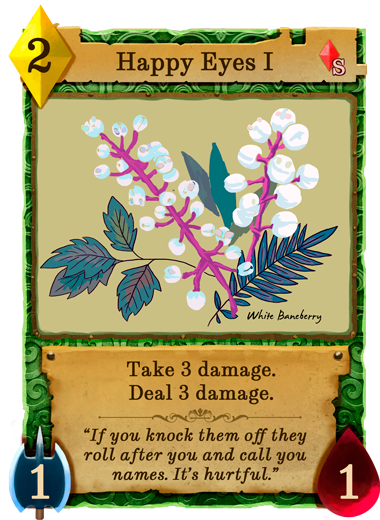 2
Happy Eyes I
S
White Baneberry
Take 3 damage.
Deal 3 damage.
“If you knock them off they
roll after you and call you
names. It’s hurtful.”
1
1